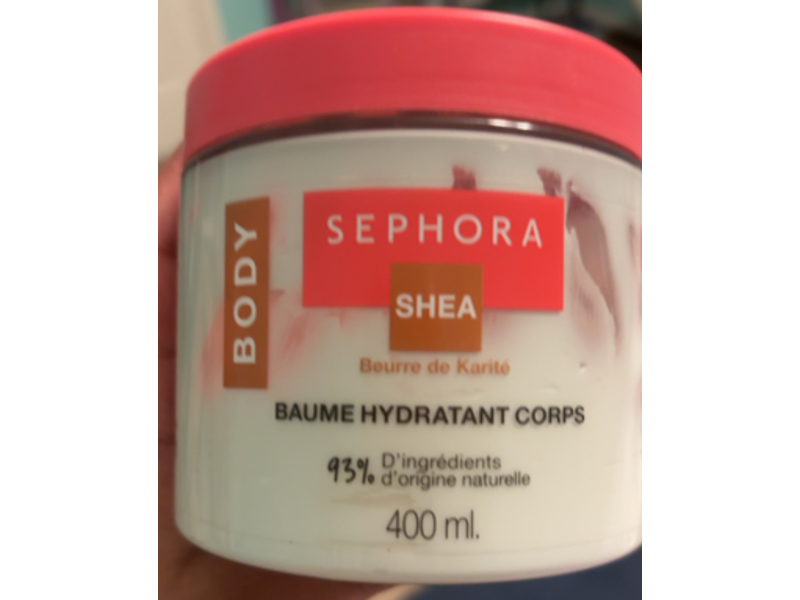 BODY
SEPHORA
SHEA
Beurre de Karité
BAUME HYDRATANT CORPS
93% D'ingrédients
d'origine naturelle
400 ml.